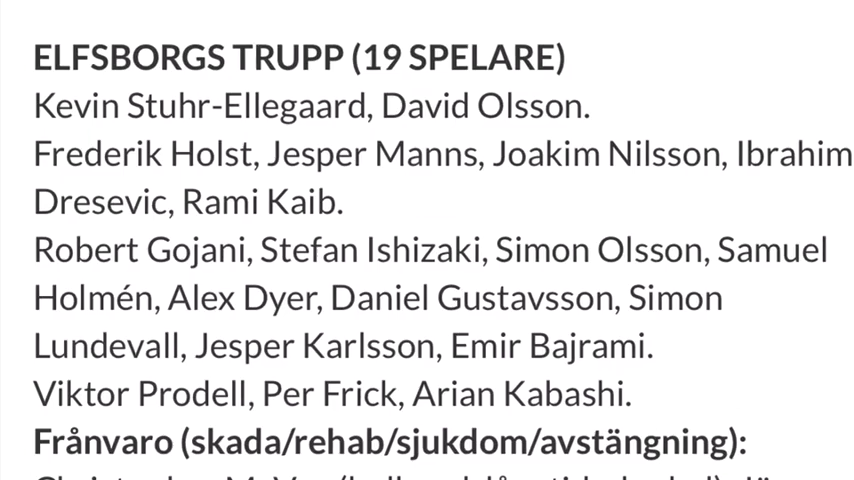 ELFSBORGS TRUPP (19 SPELARE)
Kevin Stuhr-Ellegaard, David Olsson.
Frederik Holst, Jesper Manns, Joakim Nilsson, Ibrahim
Dresevic, Rami Kaib.
Robert Gojani, Stefan Ishizaki, Simon Olsson, Samuel
Holmén, Alex Dyer, Daniel Gustavsson, Simon
Lundevall, Jesper Karlsson, Emir Bajrami.
Viktor Prodell, Per Frick, Arian Kabashi.
Frånvaro (skada/rehab/sjukdom/avstängning):